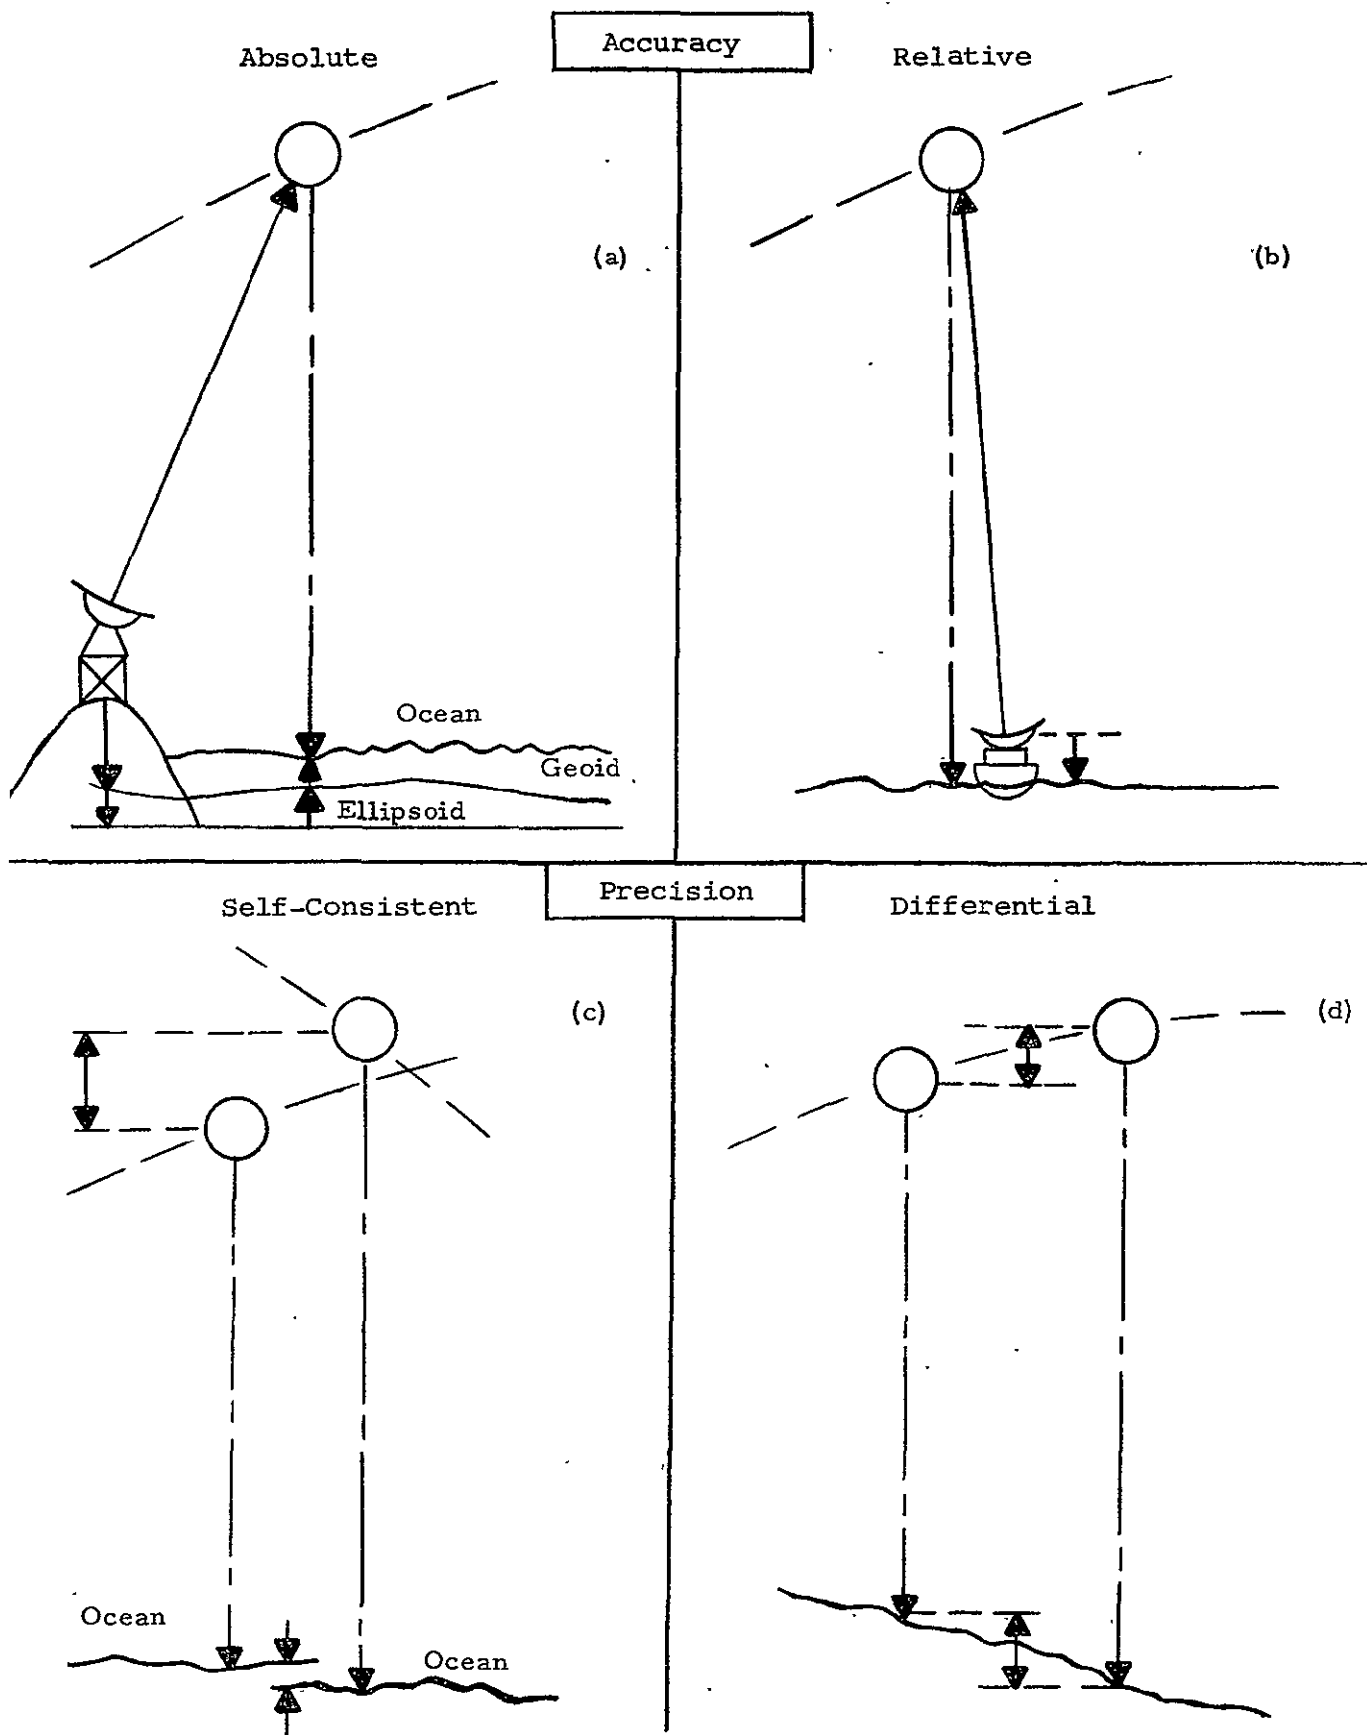 Accuracy
Absolute
Relative
(a)
(b)
Ocean
Geoid
Ellipsoid
Precision
Self-Consistent
Differential
(c)
(d)
Ocean
Ocean